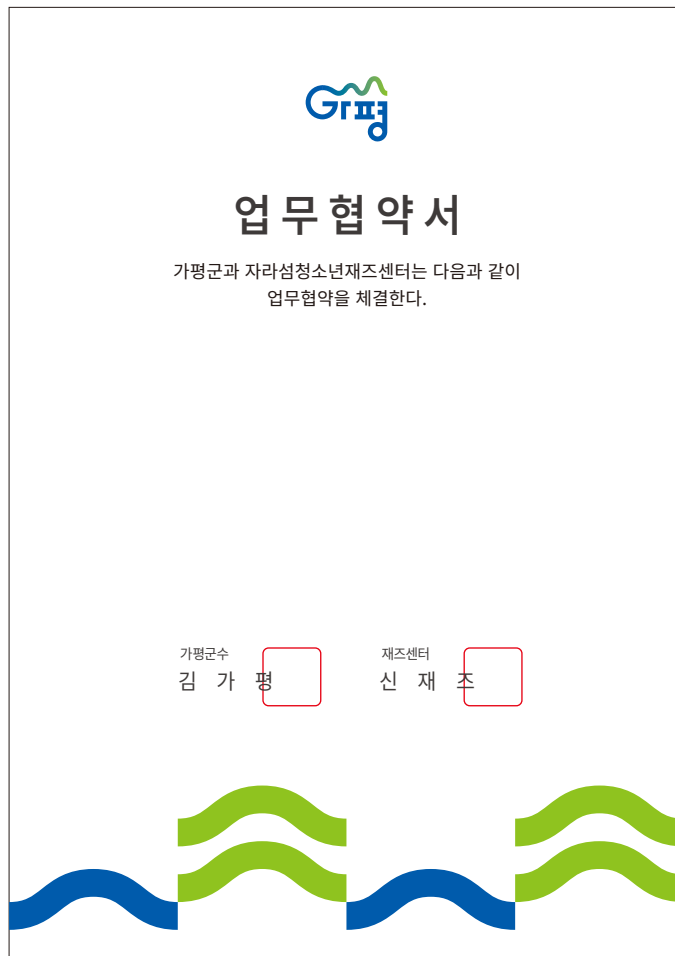 가평
업무협약서
가평군과 자라섬청소년재즈센터는 다음과 같이
업무협약을 체결한다.
가평군수
김 가 평
재즈센터
신 재 즈